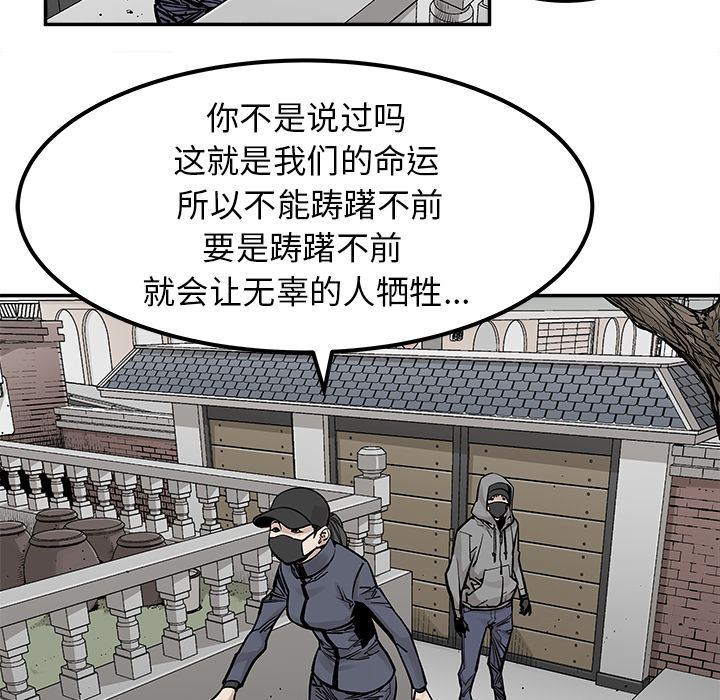 你不是说过吗
这就是我们的命运
所以不能踌躇不前
要是踌躇不前
就会让无辜的人牺牲…